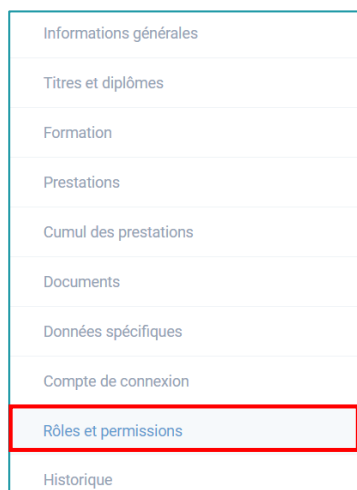 Informations générales
Titres et diplômes
Formation
Prestations
Cumul des prestations
Documents
Données spécifiques
Compte de connexion
Rôles et permissions
Historique